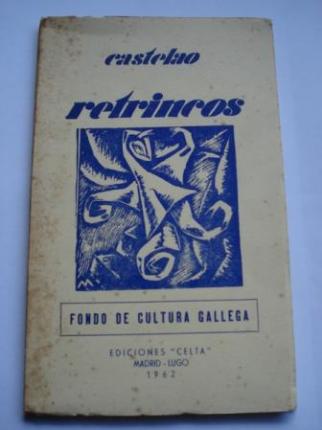 castelao
retrincos
FONDO DE CULTURA GALLEGA
EDICIONES "CELTA"
MADRID - LUGO
1962